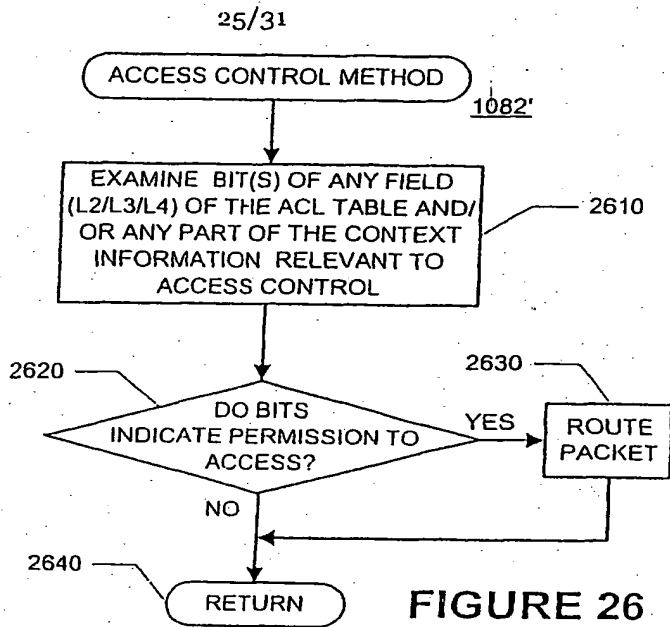 25/31
ACCESS CONTROL METHOD
1082'
EXAMINE BIT(S) OF ANY FIELD
(L2/L3/L4) OF THE ACL TABLE AND/
OR ANY PART OF THE CONTEXT
INFORMATION RELEVANT TO
ACCESS CONTROL
2610
2620
DO BITS
INDICATE PERMISSION TO
ACCESS?
YES
2630
ROUTE
PACKET
NO
2640
RETURN
FIGURE 26